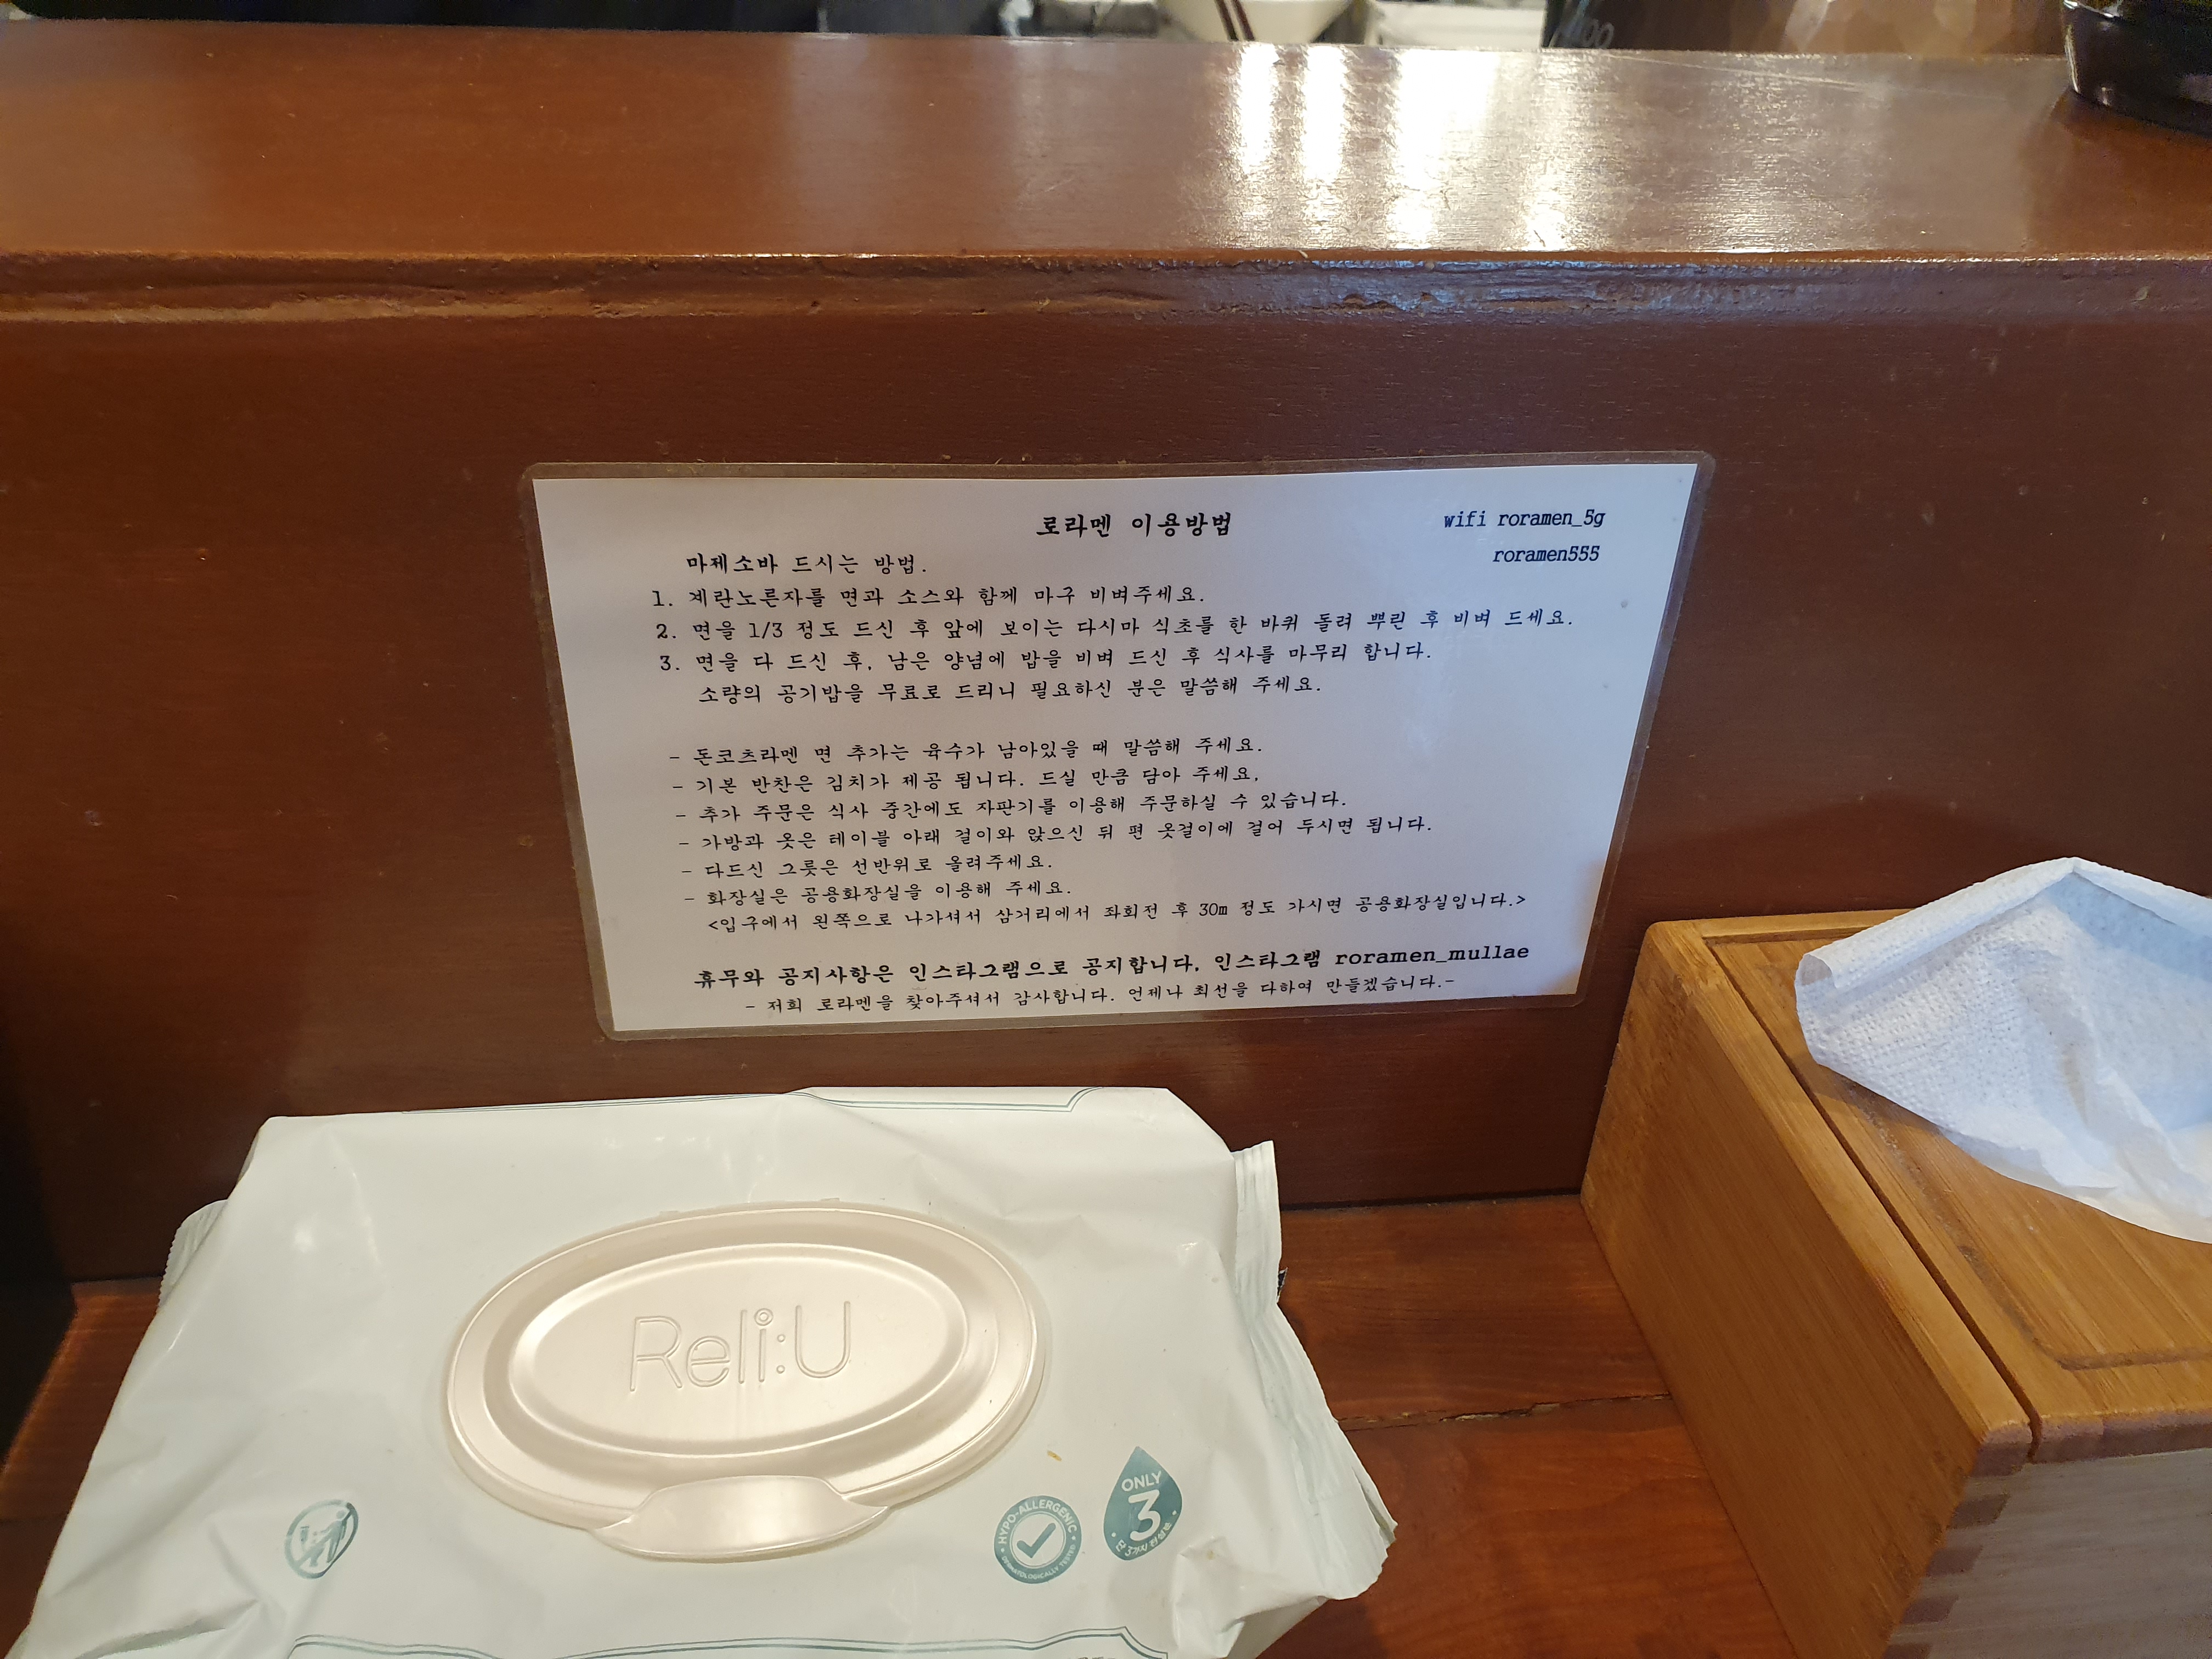 로라멘 이용방법
wifi roramen_5g
roramen555
마제소바 드시는 방법.
1. 계란노른자를 면과 소스와 함께 마구 비벼주세요.
2. 면을 1/3 정도 드신 후 앞에 보이는 다시마 식초를 한 바퀴 돌려 뿌린 후 비벼 드세요.
3. 면을 다 드신 후, 남은 양념에 밥을 비벼 드신 후 식사를 마무리 합니다.
소량의 공기밥을 무료로 드리니 필요하신 분은 말씀해 주세요.
- 돈코츠라멘 면 추가는 육수가 남아있을 때 말씀해 주세요.
- 기본 반찬은 김치가 제공 됩니다. 드실 만큼 담아 주세요.
- 추가 주문은 식사 중간에도 자판기를 이용해 주문하실 수 있습니다.
- 가방과 옷은 테이블 아래 걸이와 앉으신 뒤 편 옷걸이에 걸어 두시면 됩니다.
- 다드신 그릇은 선반위로 올려주세요.
- 화장실은 공용화장실을 이용해 주세요.
<입구에서 왼쪽으로 나가셔서 삼거리에서 좌회전 후 30m 정도 가시면 공용화장실입니다.>
휴무와 공지사항은 인스타그램으로 공지합니다. 인스타그램 roramen_mullae
- 저희 로라멘을 찾아주셔서 감사합니다. 언제나 최선을 다하여 만들겠습니다.-
Reli:U
HYPO-ALLERGENIC
DERMATOLOGICALLY TESTED
ONLY
3
단 3가지 전성분